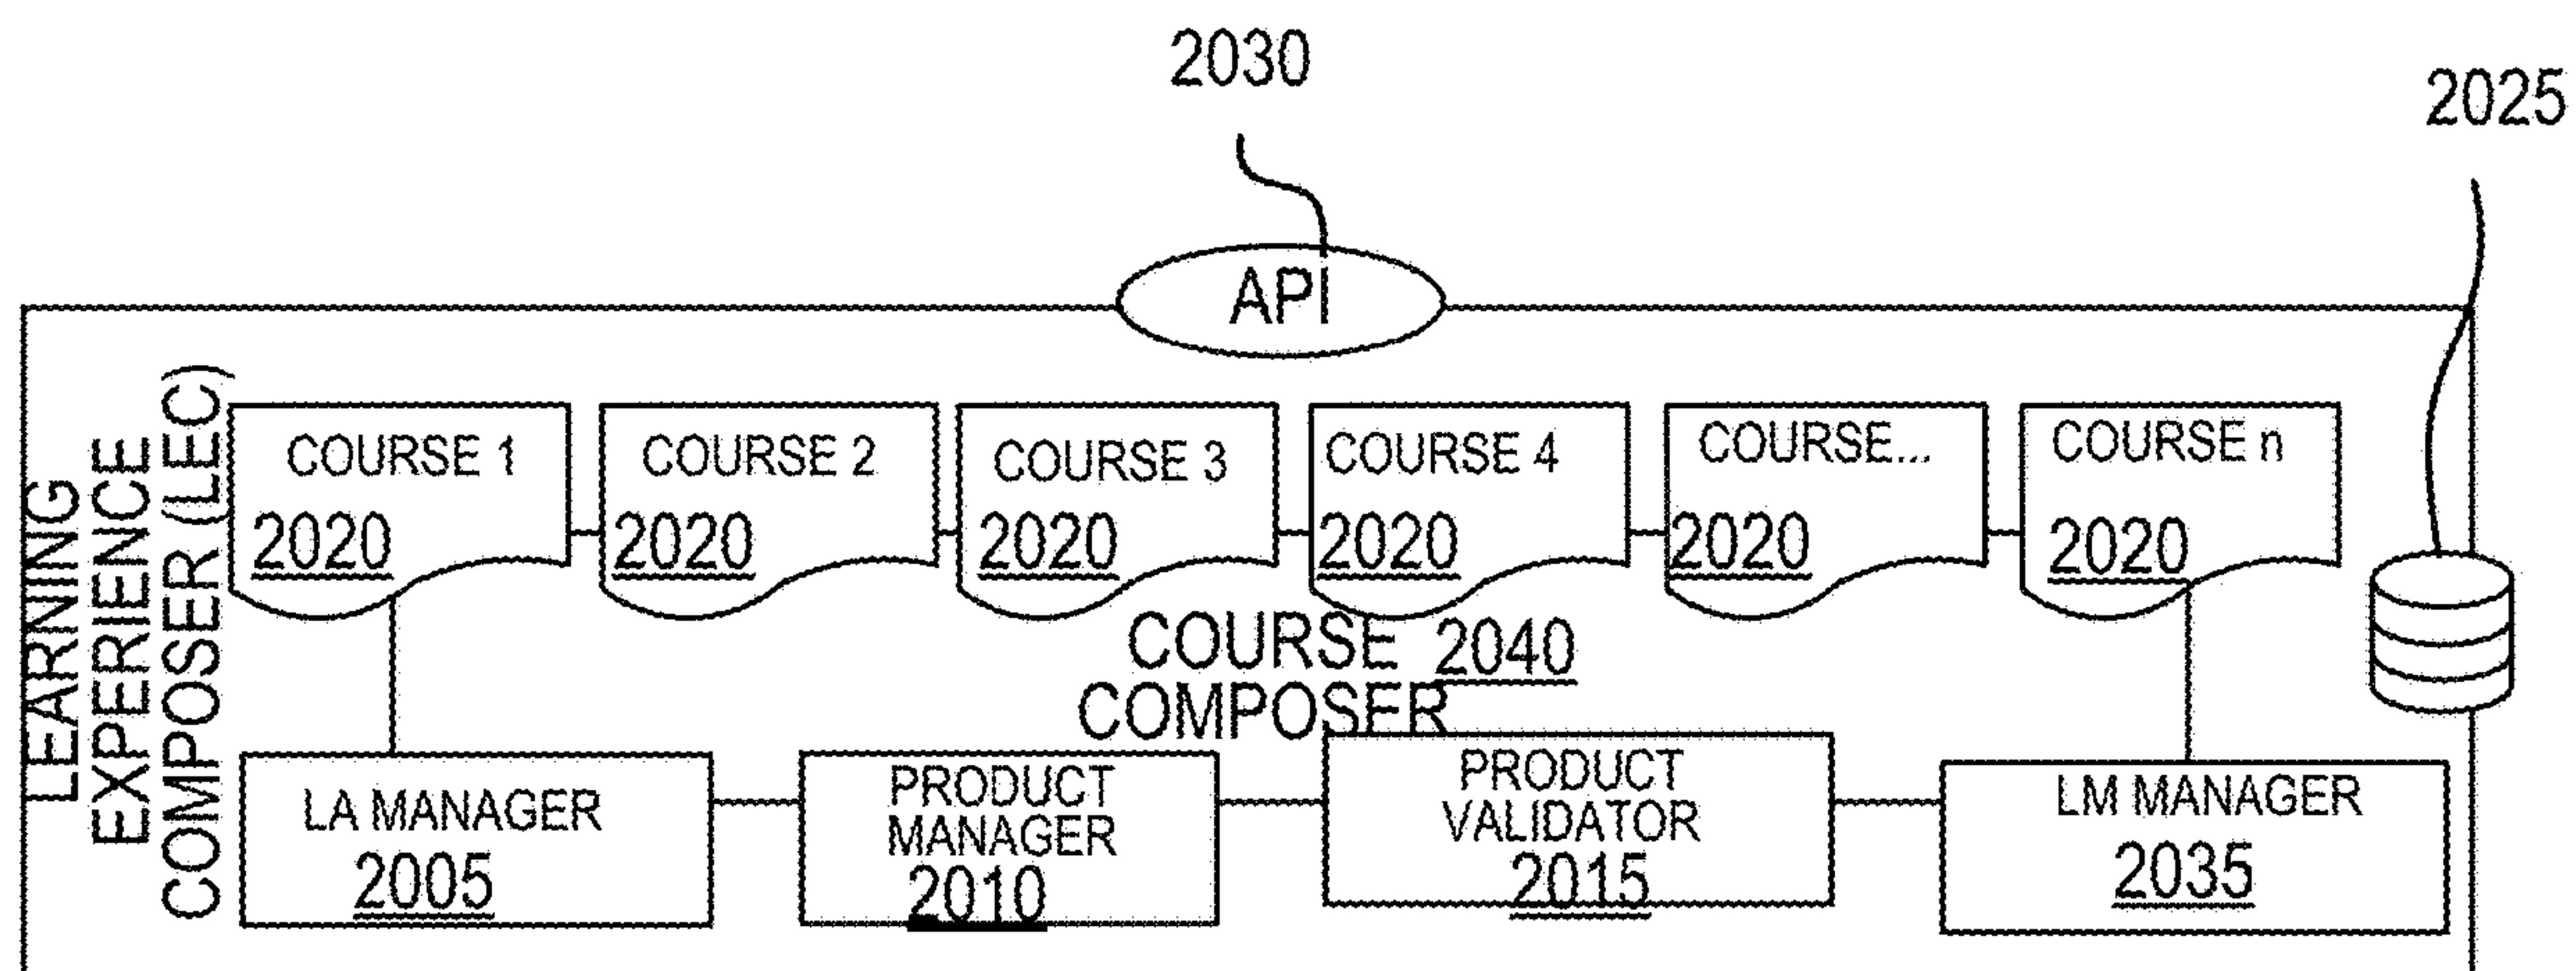 2030
2025
API
LEARNING
EXPERIENCE
COMPOSER (LEC)
COURSE 1
2020
COURSE 2
2020
COURSE 3
2020
COURSE 4
2020
COURSE...
2020
COURSE n
2020
COURSE 2040
COMPOSER
LA MANAGER
2005
PRODUCT
MANAGER
2010
PRODUCT
VALIDATOR
2015
LM MANAGER
2035